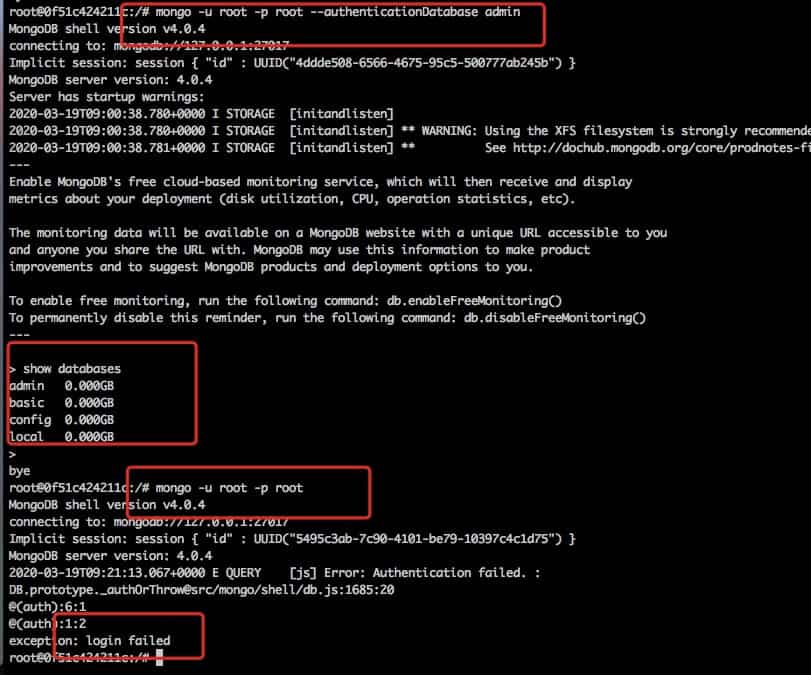 root@0f51c424211c:/# mongo -u root -p root --authenticationDatabase admin
MongoDB shell version v4.0.4
connecting to: mongodb://127.0.0.1:27017
Implicit session: session { "id" : UUID("4ddde508-6566-4675-95c5-500777ab245b") }
MongoDB server version: 4.0.4
Server has startup warnings:
2020-03-19T09:00:38.780+0000 I STORAGE  [initandlisten]
2020-03-19T09:00:38.780+0000 I STORAGE  [initandlisten] ** WARNING: Using the XFS filesystem is strongly recommende
2020-03-19T09:00:38.781+0000 I STORAGE  [initandlisten] **          See http://dochub.mongodb.org/core/prodnotes-fi
---
Enable MongoDB's free cloud-based monitoring service, which will then receive and display
metrics about your deployment (disk utilization, CPU, operation statistics, etc).

The monitoring data will be available on a MongoDB website with a unique URL accessible to you
and anyone you share the URL with. MongoDB may use this information to make product
improvements and to suggest MongoDB products and deployment options to you.

To enable free monitoring, run the following command: db.enableFreeMonitoring()
To permanently disable this reminder, run the following command: db.disableFreeMonitoring()
---

> show databases
admin   0.000GB
basic   0.000GB
config  0.000GB
local   0.000GB
>
bye
root@0f51c424211c:/# mongo -u root -p root
MongoDB shell version v4.0.4
connecting to: mongodb://127.0.0.1:27017
Implicit session: session { "id" : UUID("5495c3ab-7c90-4101-be79-10397c4c1d75") }
MongoDB server version: 4.0.4
2020-03-19T09:21:13.067+0000 E QUERY    [js] Error: Authentication failed. :
DB.prototype._authOrThrow@src/mongo/shell/db.js:1685:20
@(auth):6:1
@(auth):1:2
exception: login failed
root@0f51c424211c:/#